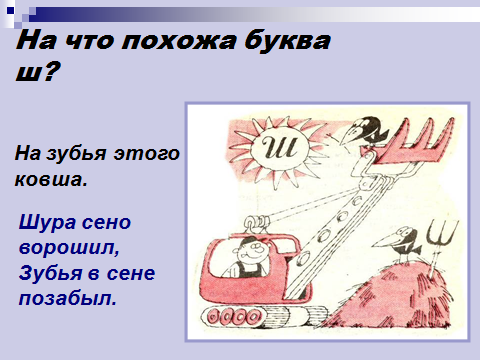 На что похожа буква
ш?
На зубья этого
ковша.
Шура сено
ворошил,
Зубья в сене
позабыл.
ш